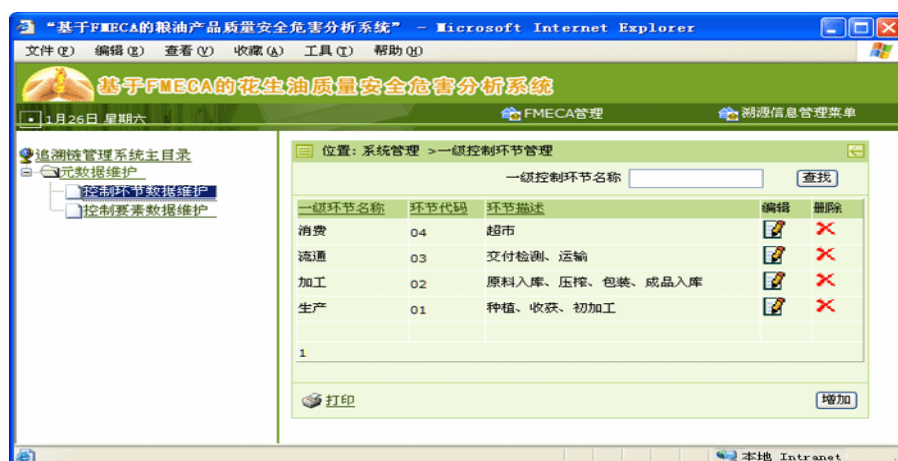 “基于FMECA的粮油产品质量安全危害分析系统” - Microsoft Internet Explorer
文件(F) 编辑(E) 查看(V) 收藏(A) 工具(T) 帮助(H)
基于FMECA的花生油质量安全危害分析系统
1月26日 星期六 FMECA管理 溯源信息管理菜单
追溯链管理系统主目录
元数据维护
控制环节数据维护
控制要素数据维护
位置: 系统管理 >一级控制环节管理
一级控制环节名称 查找
一级环节名称 环节代码 环节描述 编辑 删除
消费 04 超市
流通 03 交付检测、运输
加工 02 原料入库、压榨、包装、成品入库
生产 01 种植、收获、初加工
1
打印 增加
本地 Intranet